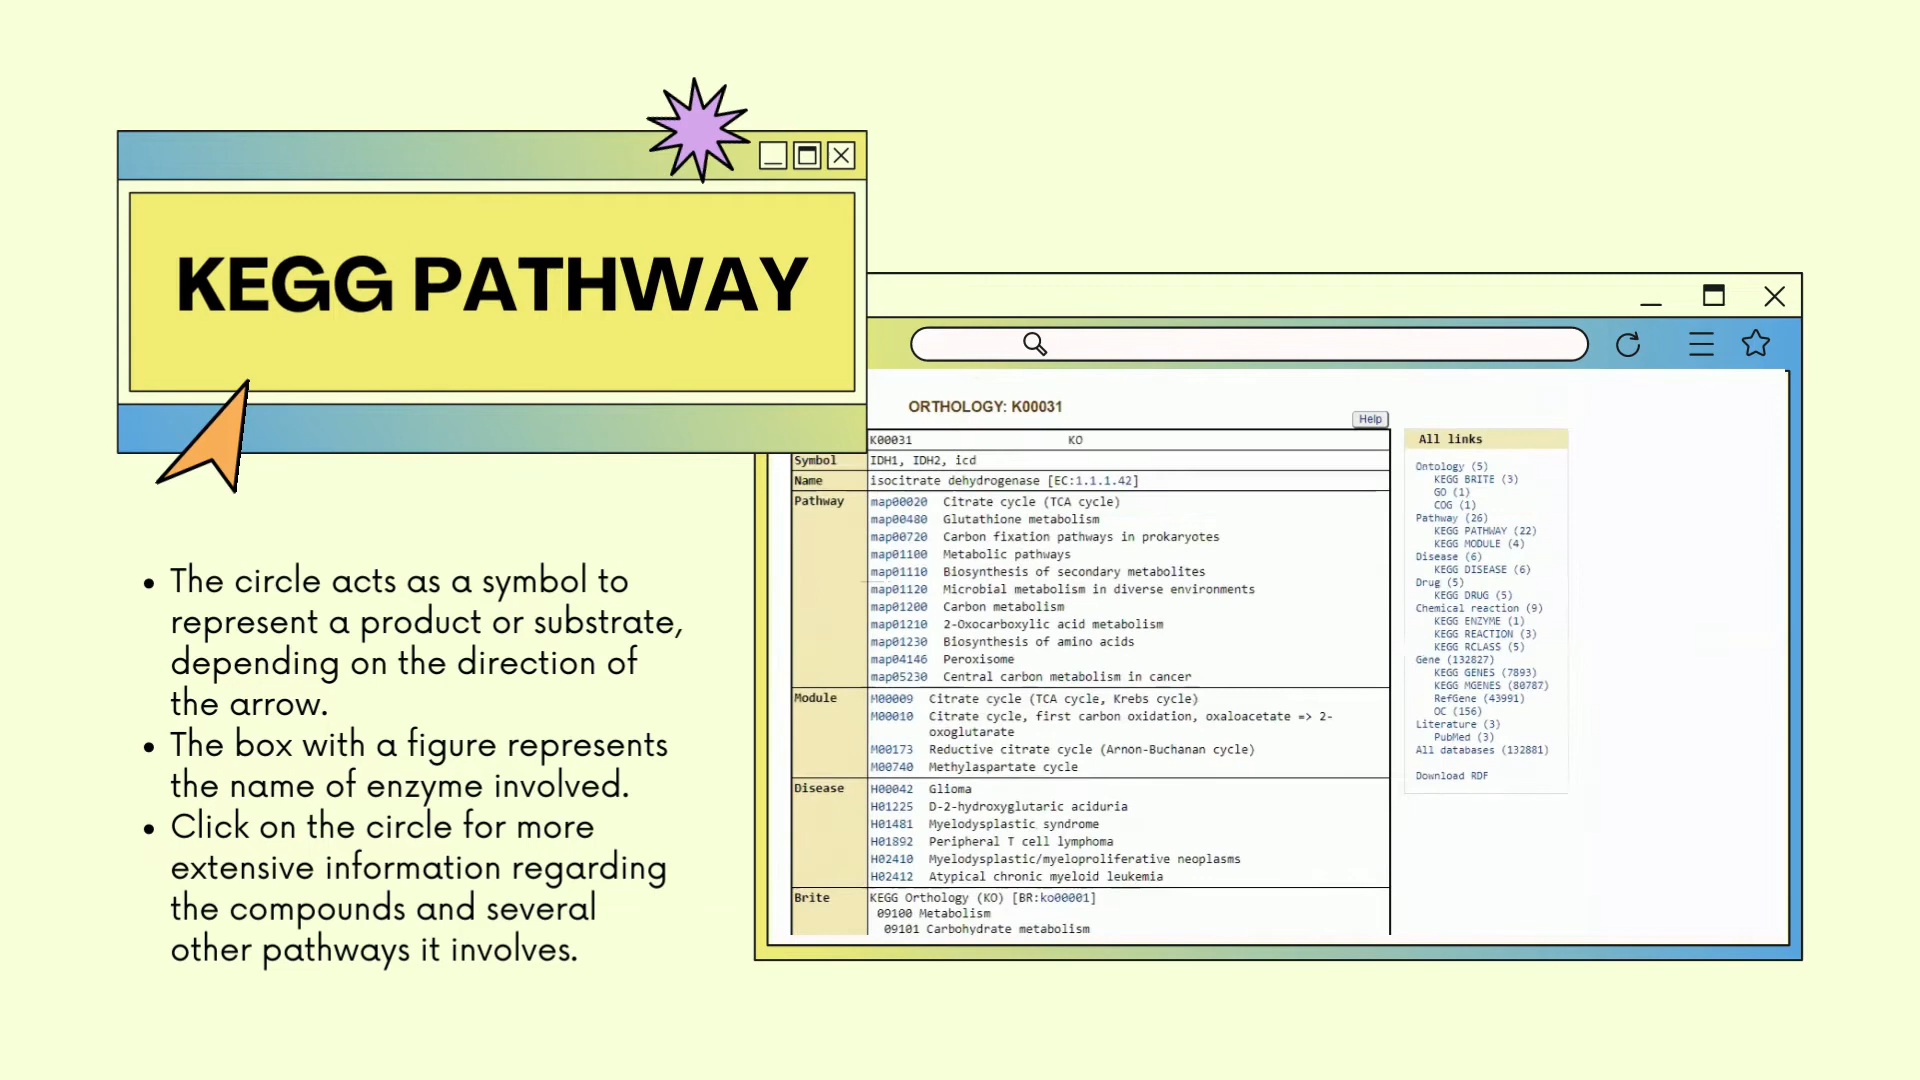 KEGG PATHWAY
• The circle acts as a symbol to
represent a product or substrate,
depending on the direction of
the arrow.
• The box with a figure represents
the name of enzyme involved.
• Click on the circle for more
extensive information regarding
the compounds and several
other pathways it involves.
ORTHOLOGY: K00031
Help
K00031 KO
Symbol IDH1, IDH2, icd
Name isocitrate dehydrogenase [EC:1.1.1.42]
Pathway map00020 Citrate cycle (TCA cycle)
map00480 Glutathione metabolism
map00720 Carbon fixation pathways in prokaryotes
map01100 Metabolic pathways
map01110 Biosynthesis of secondary metabolites
map01120 Microbial metabolism in diverse environments
map01200 Carbon metabolism
map01210 2-Oxocarboxylic acid metabolism
map01230 Biosynthesis of amino acids
map04146 Peroxisome
map05230 Central carbon metabolism in cancer
Module M00009 Citrate cycle (TCA cycle, Krebs cycle)
M00010 Citrate cycle, first carbon oxidation, oxaloacetate => 2-
oxoglutarate
M00173 Reductive citrate cycle (Arnon-Buchanan cycle)
M00740 Methylaspartate cycle
Disease H00042 Glioma
H01225 D-2-hydroxyglutaric aciduria
H01481 Myelodysplastic syndrome
H01892 Peripheral T cell lymphoma
H02410 Myelodysplastic/myeloproliferative neoplasms
H02412 Atypical chronic myeloid leukemia
Brite KEGG Orthology (KO) [BR:ko00001]
09100 Metabolism
09101 Carbohydrate metabolism
All links
Ontology (5)
KEGG BRITE (3)
GO (1)
COG (1)
Pathway (26)
KEGG PATHWAY (22)
KEGG MODULE (4)
Disease (6)
KEGG DISEASE (6)
Drug (5)
KEGG DRUG (5)
Chemical reaction (9)
KEGG ENZYME (1)
KEGG REACTION (3)
KEGG RCLASS (5)
Gene (132827)
KEGG GENES (7893)
KEGG MGENES (80787)
RefGene (43991)
OC (156)
Literature (3)
PubMed (3)
All databases (132881)
Download RDF